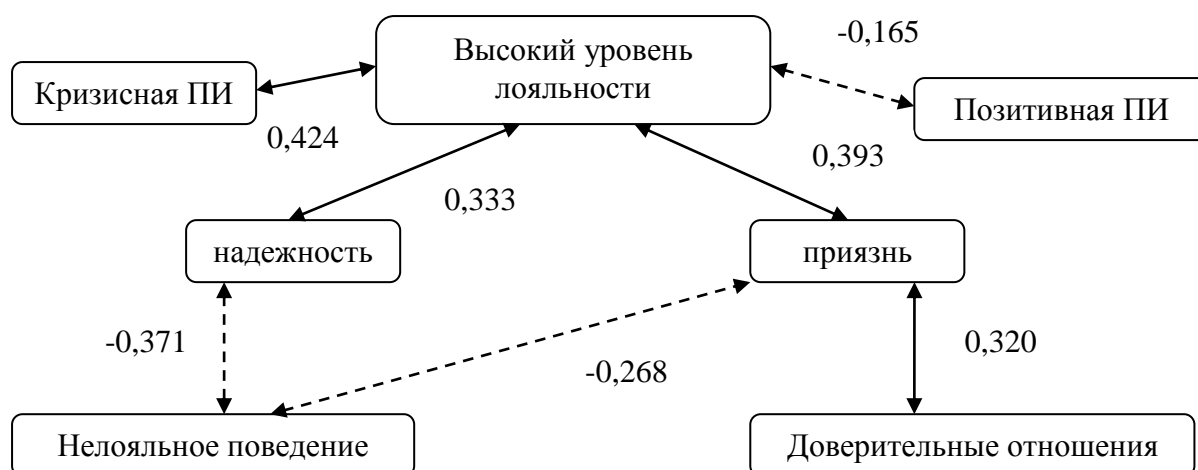 -0,165
Высокий уровень
лояльности
Кризисная ПИ
Позитивная ПИ
0,424
0,393
0,333
надежность
приязнь
-0,371
-0,268
0,320
Нелояльное поведение
Доверительные отношения